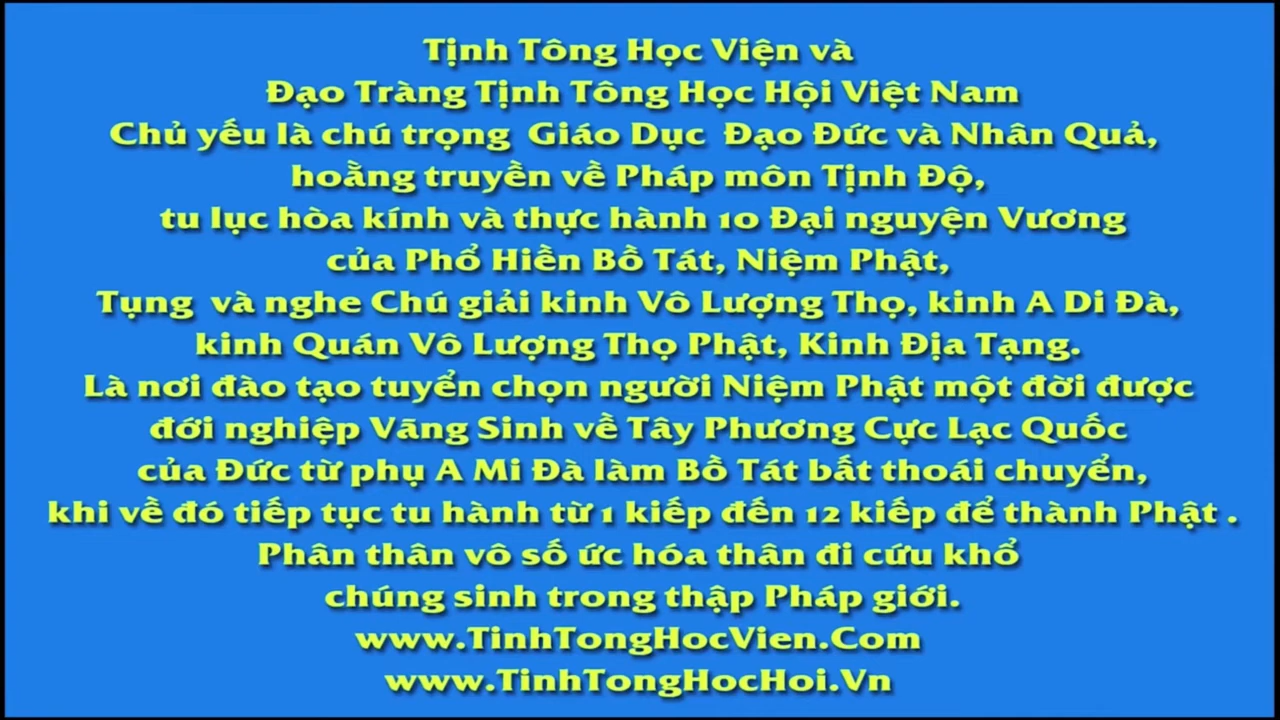 Tịnh Tông Học Viện và
Đạo Tràng Tịnh Tông Học Hội Việt Nam
Chủ yếu là chú trọng Giáo Dục Đạo Đức và Nhân Quả,
hoằng truyền về Pháp môn Tịnh Độ,
tu lục hòa kính và thực hành 10 Đại nguyện Vương
của Phổ Hiền Bồ Tát, Niệm Phật,
Tụng và nghe Chú giải kinh Vô Lượng Thọ, kinh A Di Đà,
kinh Quán Vô Lượng Thọ Phật, Kinh Địa Tạng.
Là nơi đào tạo tuyển chọn người Niệm Phật một đời được
đới nghiệp Vãng Sinh về Tây Phương Cực Lạc Quốc
của Đức từ phụ A Mi Đà làm Bồ Tát bất thoái chuyển,
khi về đó tiếp tục tu hành từ 1 kiếp đến 12 kiếp để thành Phật .
Phân thân vô số ức hóa thân đi cứu khổ
chúng sinh trong thập Pháp giới.
www.TinhTongHocVien.Com
www.TinhTongHocHoi.Vn